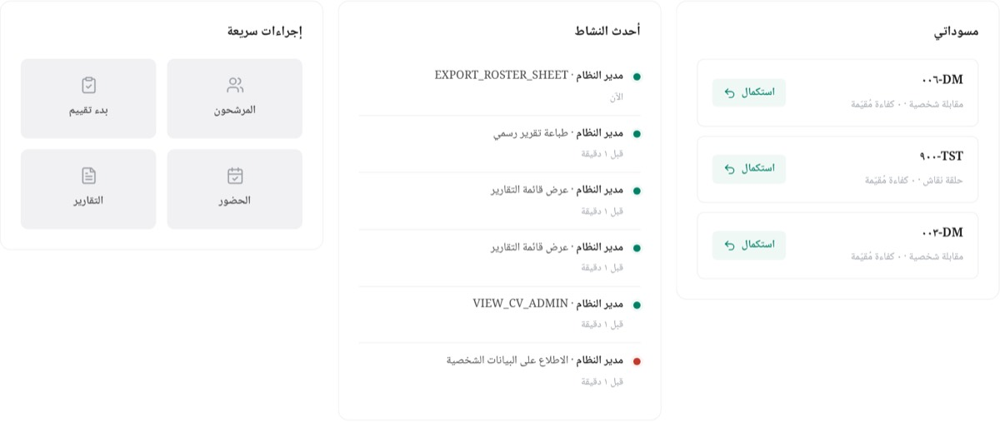 مسوداتي
DM-٠٠٦
مقابلة شخصية · ٠ كفاءة مُقيّمة
استكمال
TST-٩٠٠
حلقة نقاش · ٠ كفاءة مُقيّمة
استكمال
DM-٠٠٣
مقابلة شخصية · ٠ كفاءة مُقيّمة
استكمال
أحدث النشاط
مدير النظام · EXPORT_ROSTER_SHEET
الآن
مدير النظام · طباعة تقرير رسمي
قبل ١ دقيقة
مدير النظام · عرض قائمة التقارير
قبل ١ دقيقة
مدير النظام · عرض قائمة التقارير
قبل ١ دقيقة
مدير النظام · VIEW_CV_ADMIN
قبل ١ دقيقة
مدير النظام · الاطلاع على البيانات الشخصية
قبل ١ دقيقة
إجراءات سريعة
المرشحون
بدء تقييم
الحضور
التقارير